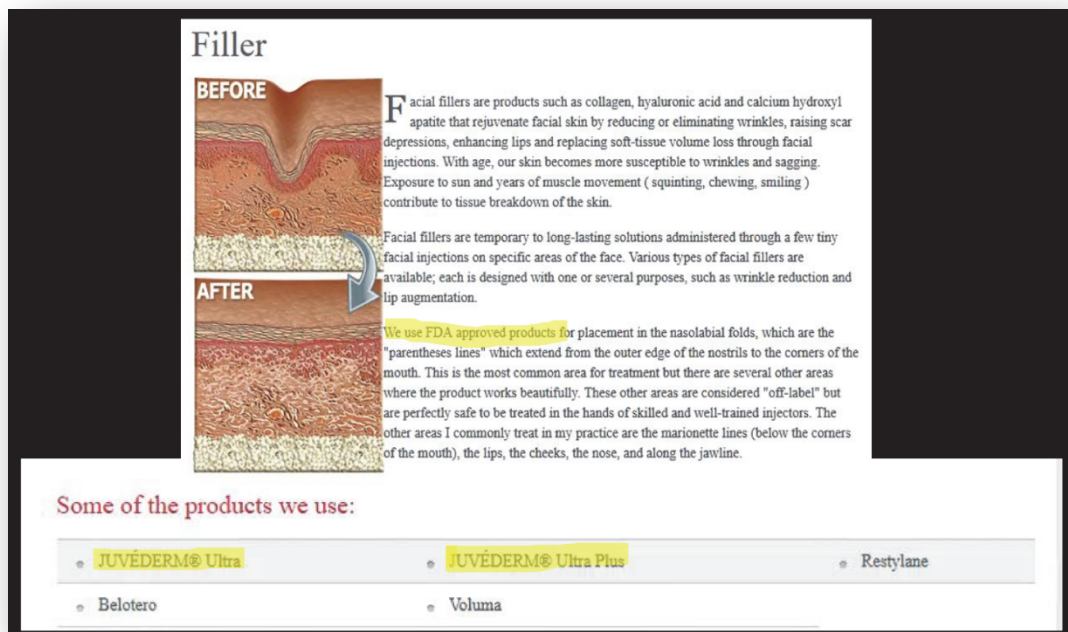 Filler
BEFORE
Facial fillers are products such as collagen, hyaluronic acid and calcium hydroxyl
apatite that rejuvenate facial skin by reducing or eliminating wrinkles, raising scar
depressions, enhancing lips and replacing soft-tissue volume loss through facial
injections. With age, our skin becomes more susceptible to wrinkles and sagging.
Exposure to sun and years of muscle movement ( squinting, chewing, smiling )
contribute to tissue breakdown of the skin.
Facial fillers are temporary to long-lasting solutions administered through a few tiny
facial injections on specific areas of the face. Various types of facial fillers are
available; each is designed with one or several purposes, such as wrinkle reduction and
lip augmentation.
AFTER
We use FDA approved products for placement in the nasolabial folds, which are the
"parentheses lines" which extend from the outer edge of the nostrils to the corners of the
mouth. This is the most common area for treatment but there are several other areas
where the product works beautifully. These other areas are considered "off-label" but
are perfectly safe to be treated in the hands of skilled and well-trained injectors. The
other areas I commonly treat in my practice are the marionette lines (below the corners
of the mouth), the lips, the cheeks, the nose, and along the jawline.
Some of the products we use:
JUVÉDERM® Ultra JUVÉDERM® Ultra Plus Restylane
Belotero Voluma